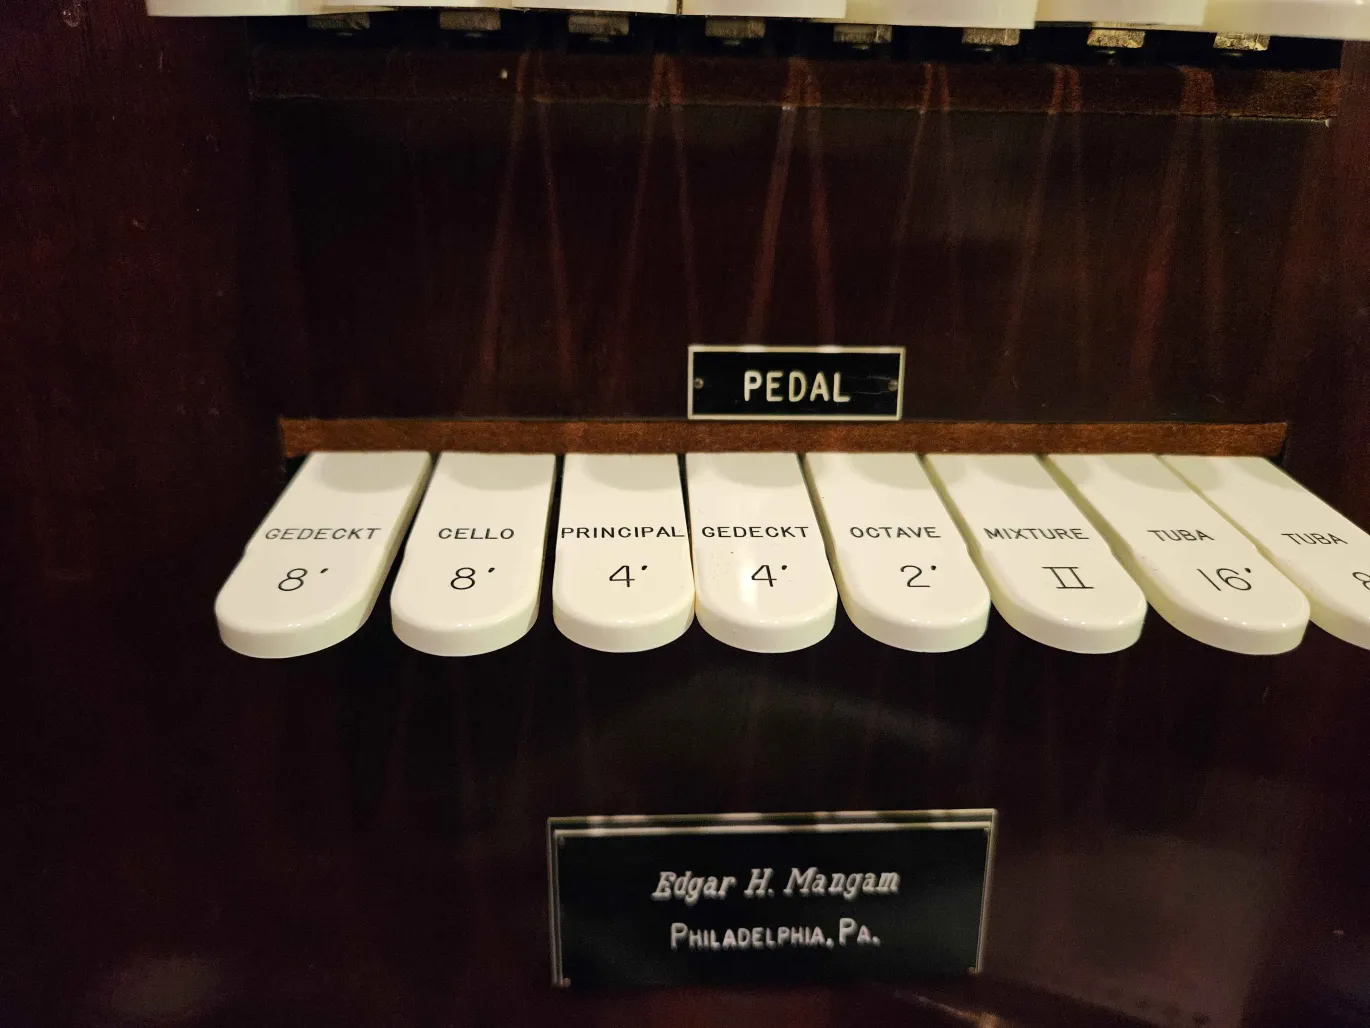 PEDAL
GEDECKT
8'
CELLO
8'
PRINCIPAL
4'
GEDECKT
4'
OCTAVE
2'
MIXTURE
II
TUBA
16'
TUBA
Edgar H. Mangam
PHILADELPHIA, PA.